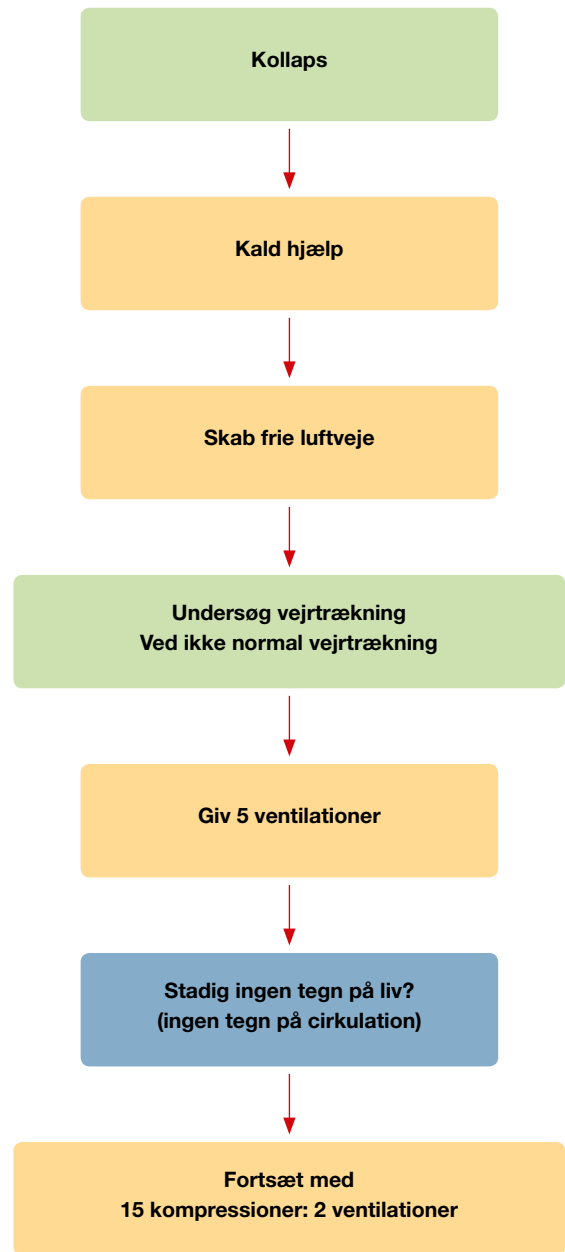 Kollaps
Kald hjælp
Skab frie luftveje
Undersøg vejrtrækning
Ved ikke normal vejrtrækning
Giv 5 ventilationer
Stadig ingen tegn på liv?
(ingen tegn på cirkulation)
Fortsæt med
15 kompressioner: 2 ventilationer